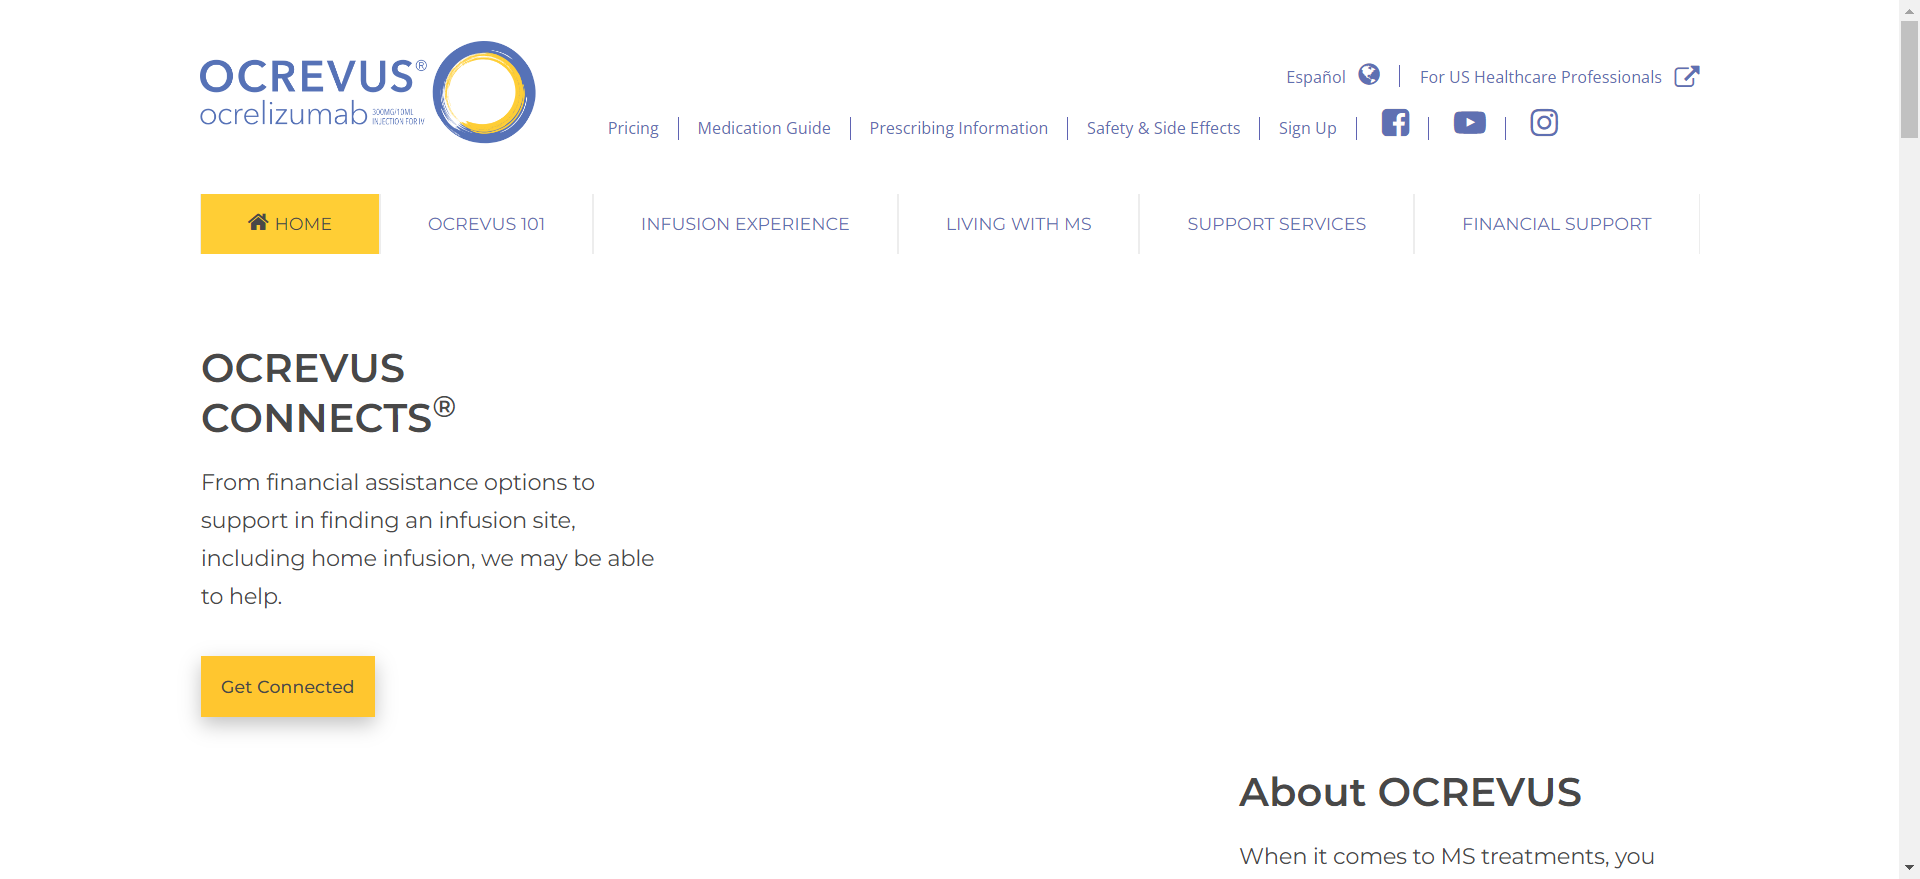 OCREVUS®
ocrelizumab 300MG/10ML
INJECTION FOR IV
Español
For US Healthcare Professionals
Pricing
Medication Guide
Prescribing Information
Safety & Side Effects
Sign Up
HOME
OCREVUS 101
INFUSION EXPERIENCE
LIVING WITH MS
SUPPORT SERVICES
FINANCIAL SUPPORT
OCREVUS
CONNECTS®
From financial assistance options to
support in finding an infusion site,
including home infusion, we may be able
to help.
Get Connected
About OCREVUS
When it comes to MS treatments, you